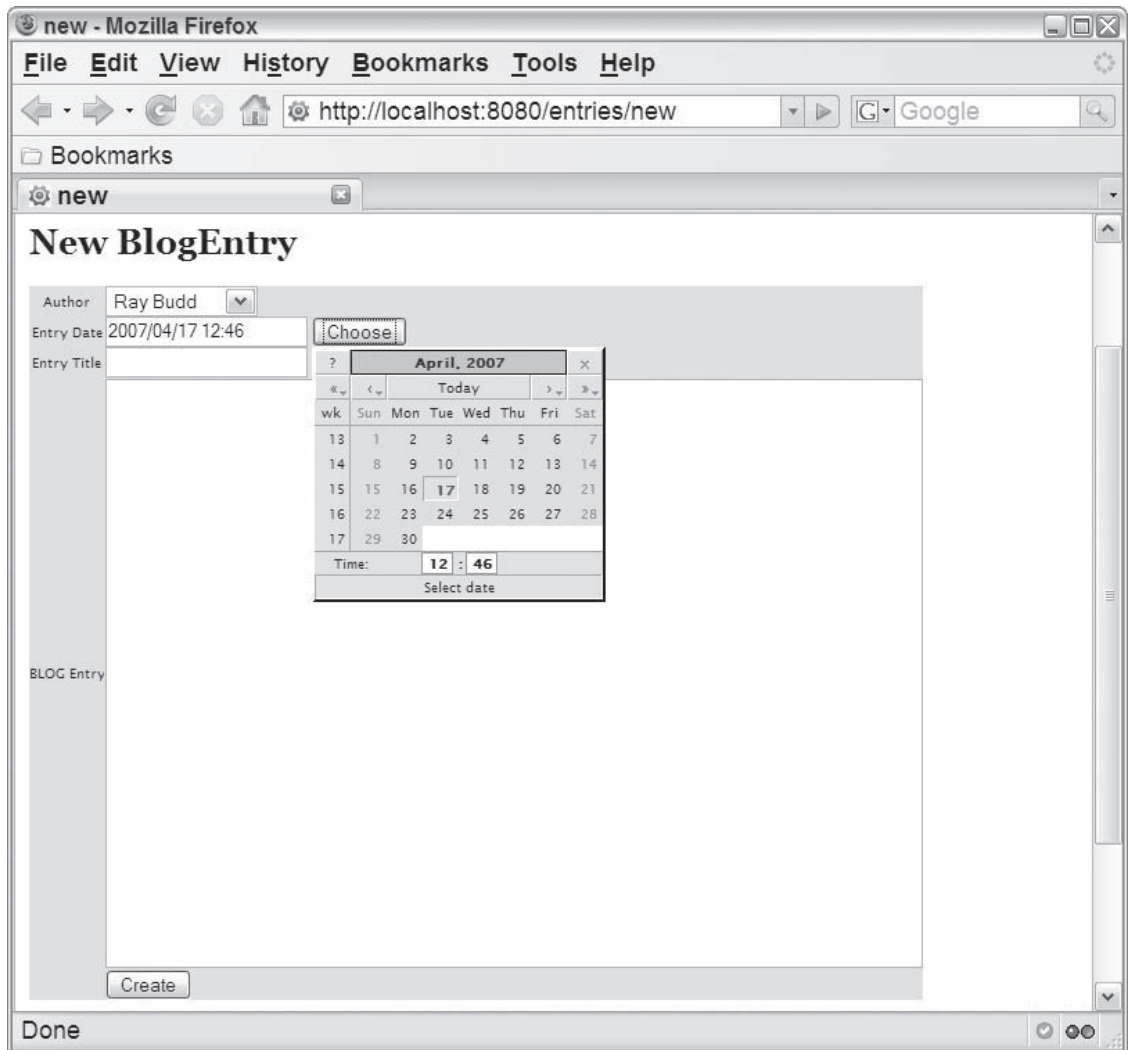 new - Mozilla Firefox
File Edit View History Bookmarks Tools Help
http://localhost:8080/entries/new G Google
Bookmarks
new
New BlogEntry
Author Ray Budd
Entry Date 2007/04/17 12:46 Choose
Entry Title
? April, 2007 ×
« ‹ Today › »
wk Sun Mon Tue Wed Thu Fri Sat
13 1 2 3 4 5 6 7
14 8 9 10 11 12 13 14
15 15 16 17 18 19 20 21
16 22 23 24 25 26 27 28
17 29 30
Time: 12 : 46
Select date
BLOG Entry
Create
Done